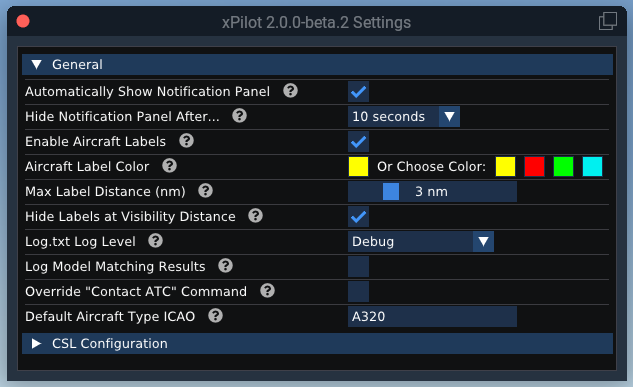 xPilot 2.0.0-beta.2 Settings
General
Automatically Show Notification Panel ?
Hide Notification Panel After... ? 10 seconds
Enable Aircraft Labels ?
Aircraft Label Color ? Or Choose Color:
Max Label Distance (nm) ? 3 nm
Hide Labels at Visibility Distance ?
Log.txt Log Level ? Debug
Log Model Matching Results ?
Override "Contact ATC" Command ?
Default Aircraft Type ICAO ? A320
CSL Configuration